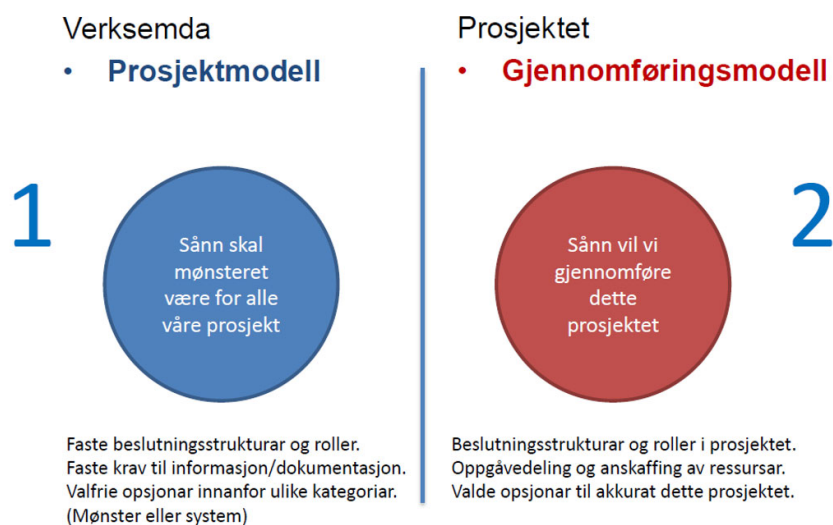 Verksemda
• Prosjektmodell
1
Sånn skal
mønsteret
være for alle
våre prosjekt
Faste beslutningsstrukturar og roller.
Faste krav til informasjon/dokumentasjon.
Valfrie opsjonar innanfor ulike kategoriar.
(Mønster eller system)
Prosjektet
• Gjennomføringsmodell
2
Sånn vil vi
gjennomføre
dette
prosjektet
Beslutningsstrukturar og roller i prosjektet.
Oppgåvedeling og anskaffing av ressursar.
Valde opsjonar til akkurat dette prosjektet.